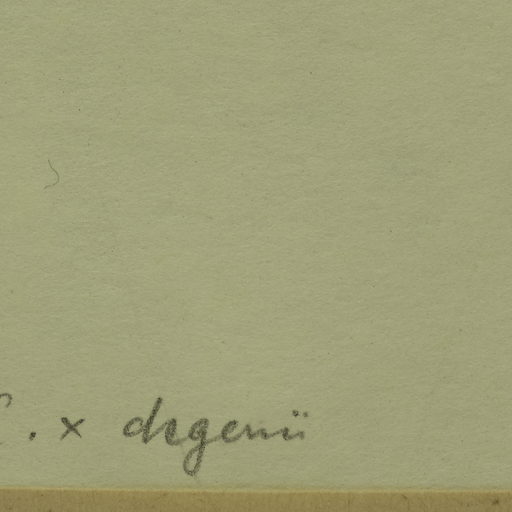 . x degenii